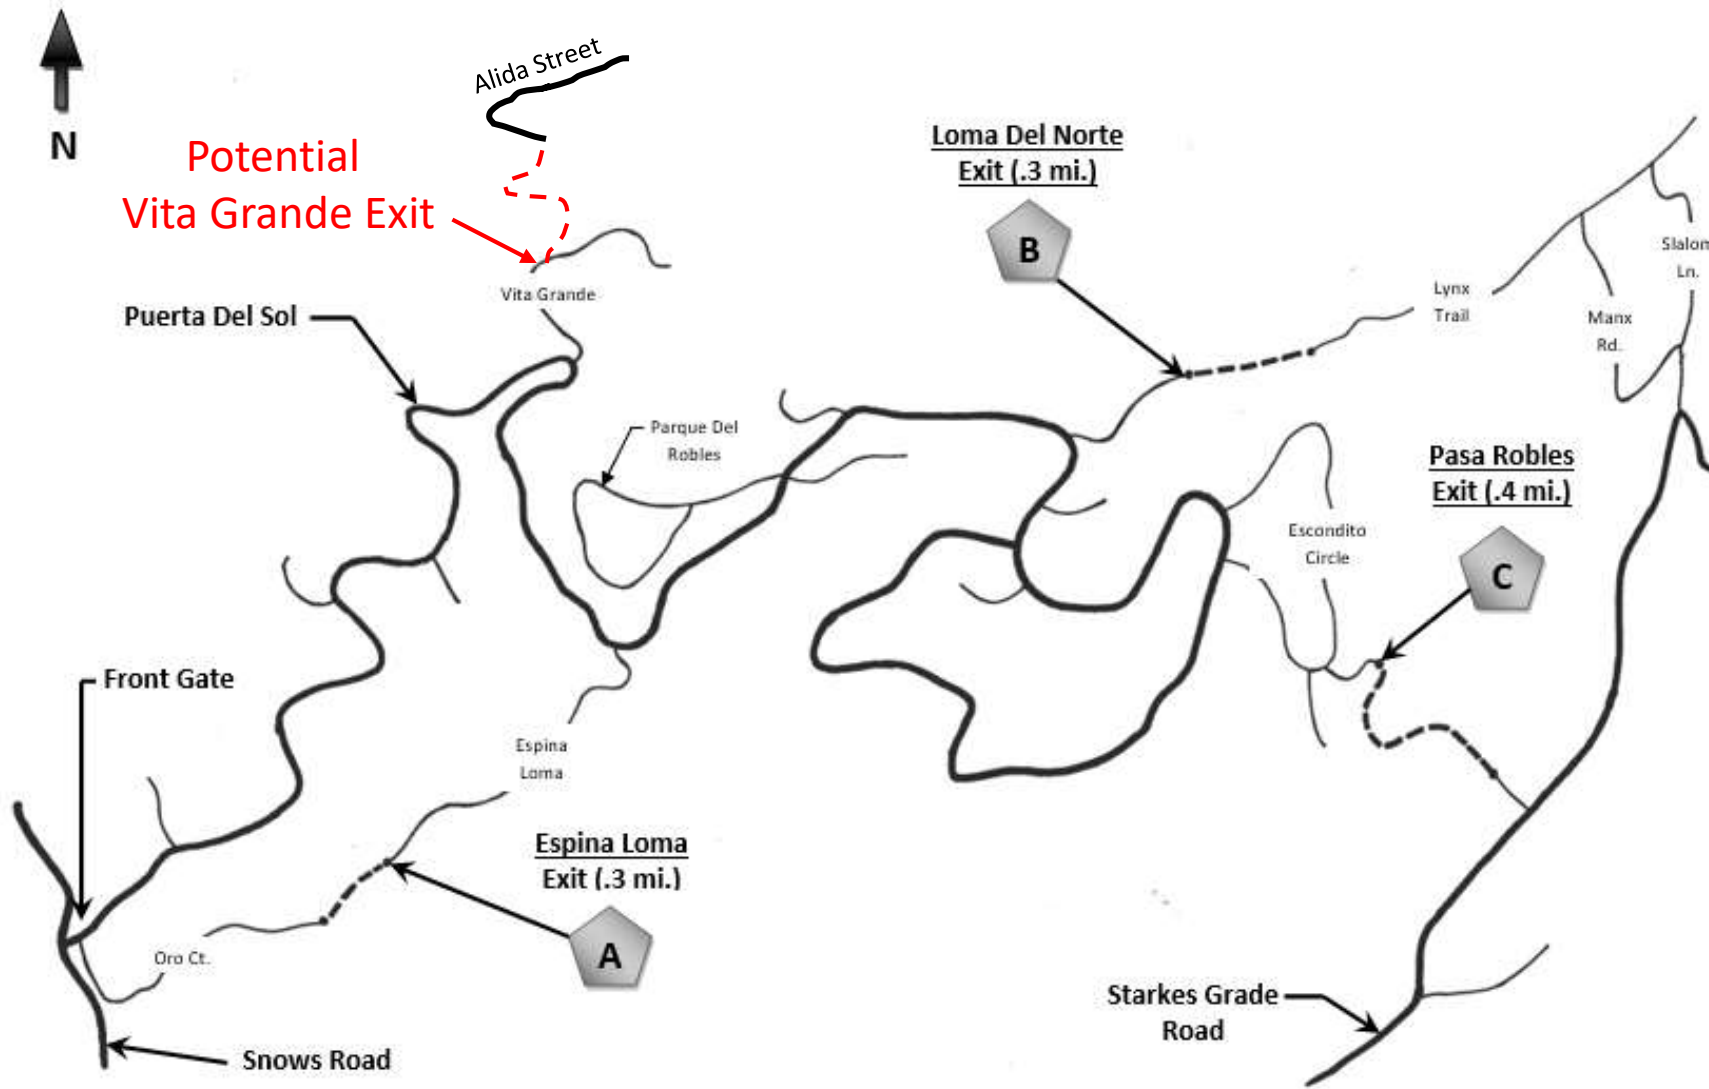 N
Alida Street
Potential
Vita Grande Exit
Loma Del Norte
Exit (.3 mi.)
B
Slalom
Ln.
Vita Grande
Lynx
Trail
Manx
Rd.
Puerta Del Sol
Parque Del
Robles
Pasa Robles
Exit (.4 mi.)
Escondito
Circle
C
Front Gate
Espina
Loma
Espina Loma
Exit (.3 mi.)
A
Oro Ct.
Starkes Grade
Road
Snows Road